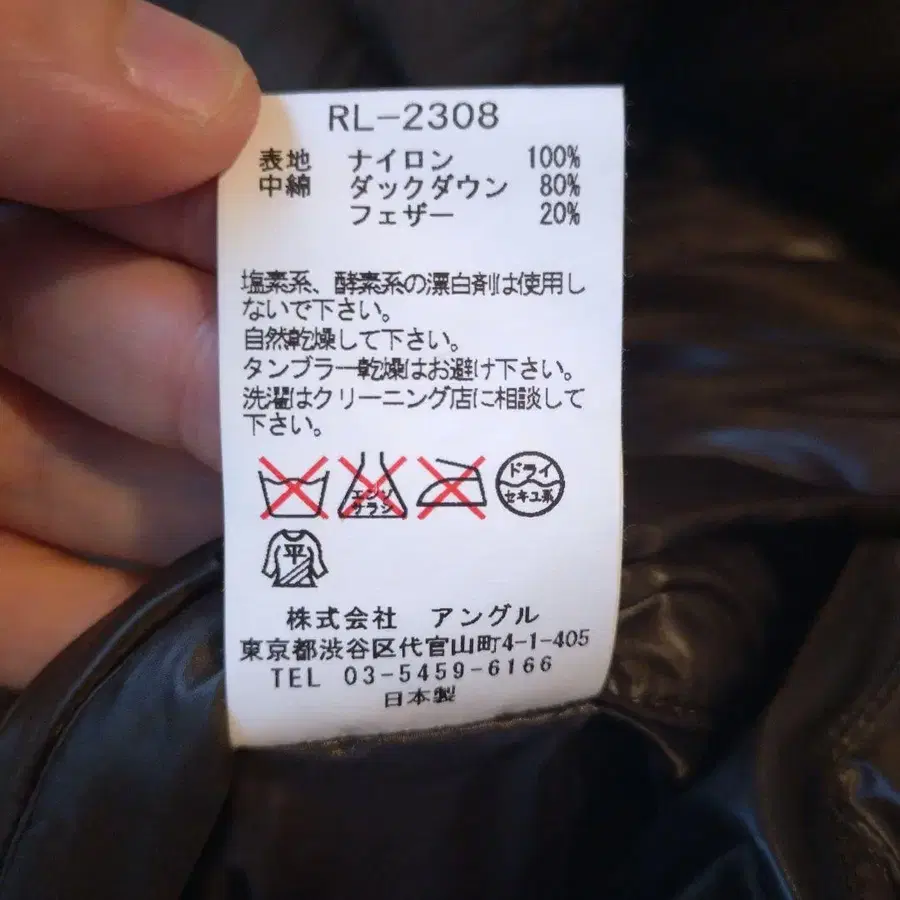 RL-2308
表地 ナイロン 100%
中綿 ダックダウン 80%
フェザー 20%
塩素系、酵素系の漂白剤は使用し
ないで下さい。
自然乾燥して下さい。
タンブラー乾燥はお避け下さい。
洗濯はクリーニング店に相談して
下さい。
エンソ サラシ ドライ セキユ系
平
株式会社 アングル
東京都渋谷区代官山町4-1-405
TEL 03-5459-6166
日本製